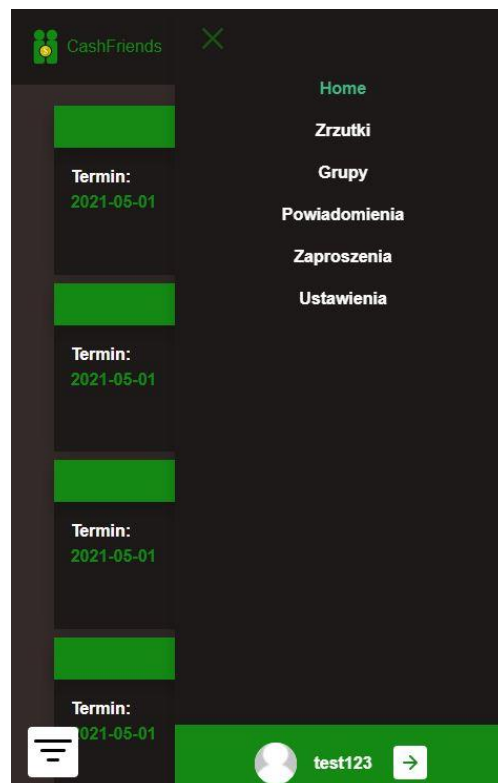 CashFriends
Home
Zrzutki
Grupy
Powiadomienia
Zaproszenia
Ustawienia
Termin:
2021-05-01
Termin:
2021-05-01
Termin:
2021-05-01
Termin:
2021-05-01
test123